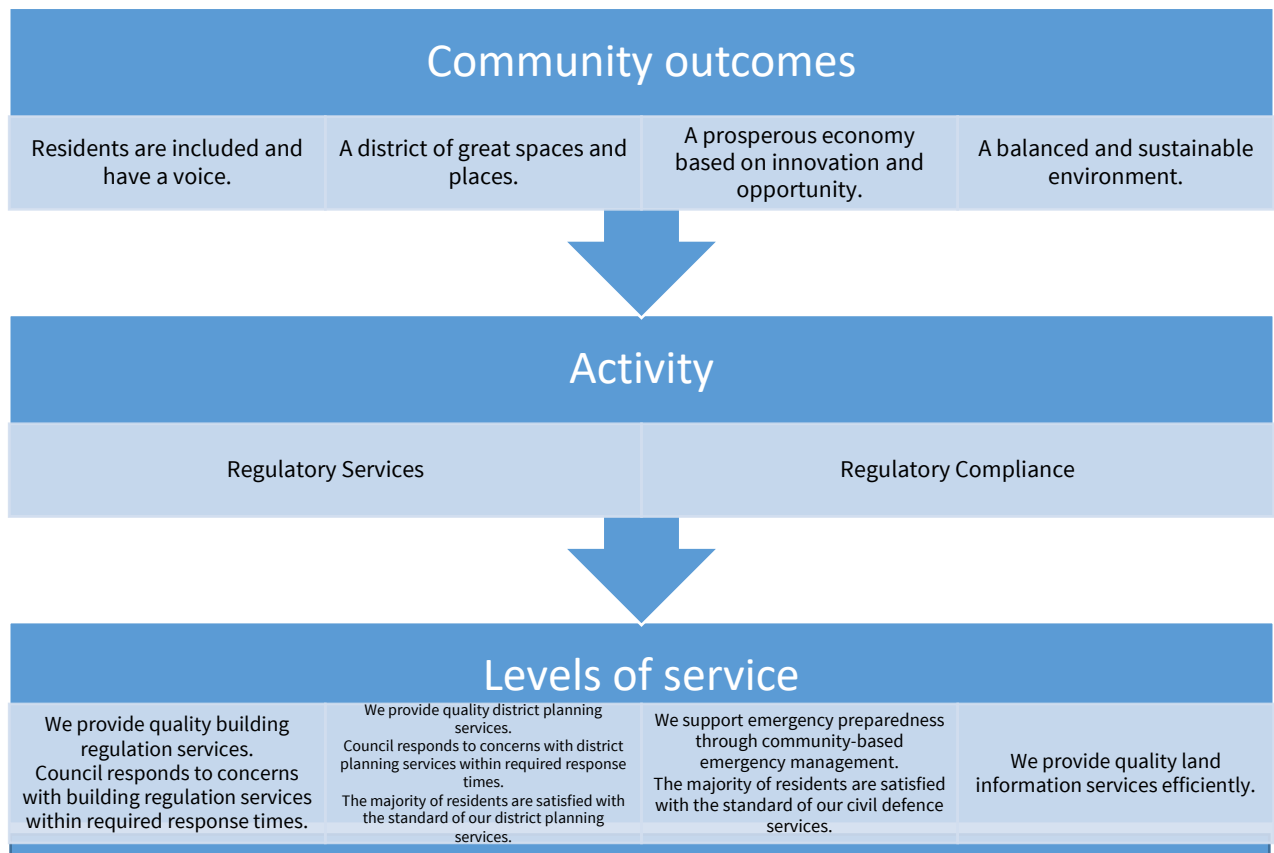 Community outcomes
Residents are included and
have a voice.
A district of great spaces and
places.
A prosperous economy
based on innovation and
opportunity.
A balanced and sustainable
environment.
Activity
Regulatory Services
Regulatory Compliance
Levels of service
We provide quality building
regulation services.
Council responds to concerns
with building regulation services
within required response times.
We provide quality district planning
services.
Council responds to concerns with district
planning services within required response
times.
The majority of residents are satisfied with
the standard of our district planning
services.
We support emergency preparedness
through community-based
emergency management.
The majority of residents are satisfied
with the standard of our civil defence
services.
We provide quality land
information services efficiently.